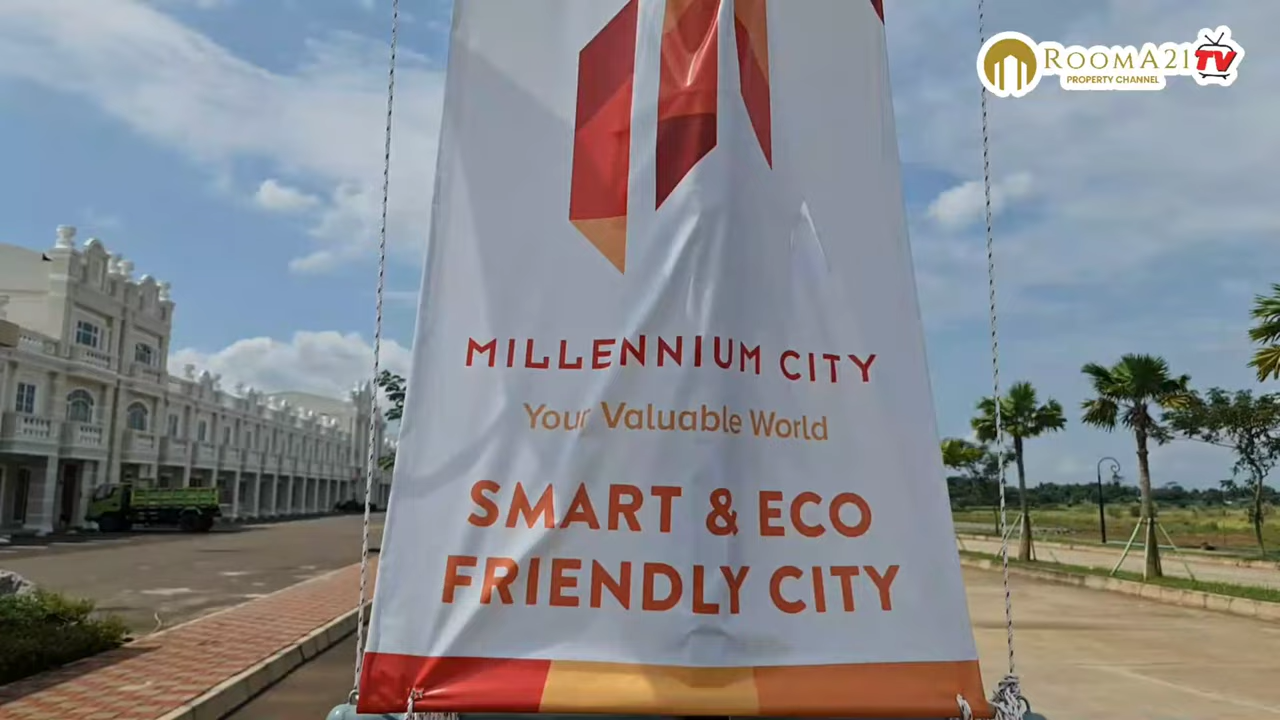 ROOMA21 TV
PROPERTY CHANNEL
MILLENNIUM CITY
Your Valuable World
SMART & ECO
FRIENDLY CITY